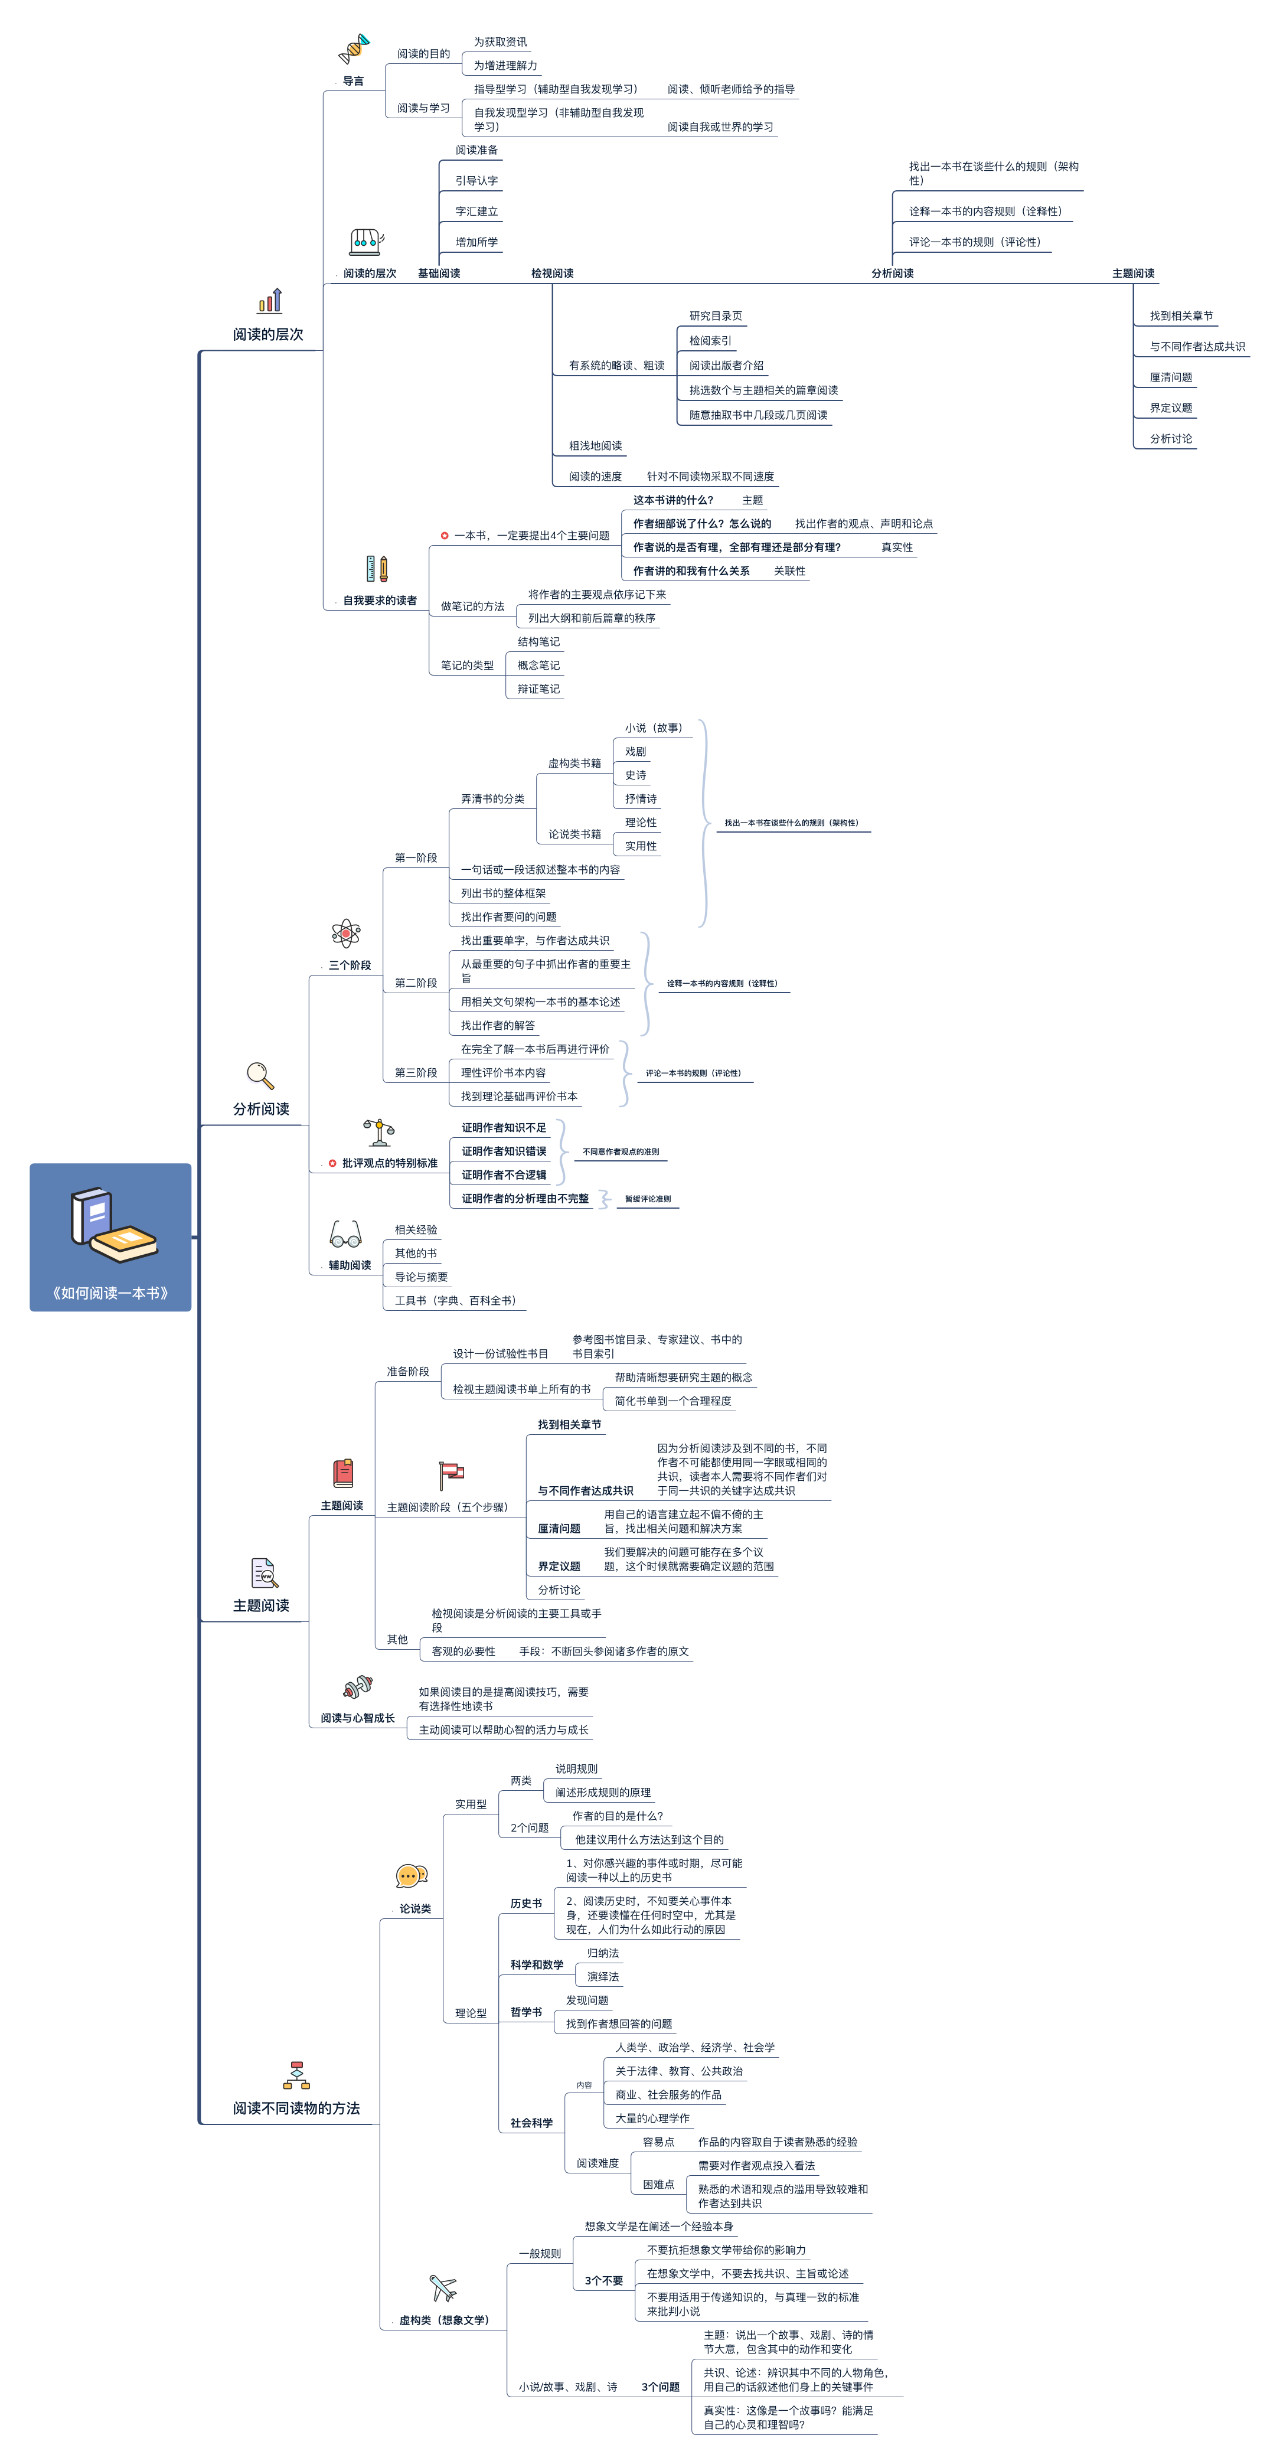 为获取资讯
阅读的目的
为增进理解力
导言
指导型学习（辅助型自我发现学习）
阅读、倾听老师给予的指导
阅读与学习
自我发现型学习（非辅助型自我发现
学习）
阅读自我或世界的学习
阅读准备
引导认字
字汇建立
增加所学
找出一本书在谈些什么的规则（架构
性）
诠释一本书的内容规则（诠释性）
评论一本书的规则（评论性）
阅读的层次
基础阅读
检视阅读
分析阅读
主题阅读
阅读的层次
研究目录页
检阅索引
有系统的略读、粗读
阅读出版者介绍
挑选数个与主题相关的篇章阅读
随意抽取书中几段或几页阅读
粗浅地阅读
阅读的速度
针对不同读物采取不同速度
找到相关章节
与不同作者达成共识
厘清问题
界定议题
分析讨论
这本书讲的什么？
主题
作者细部说了什么？怎么说的
找出作者的观点、声明和论点
一本书，一定要提出4个主要问题
作者说的是否有理，全部有理还是部分有理？
真实性
作者讲的和我有什么关系
关联性
自我要求的读者
将作者的主要观点依序记下来
做笔记的方法
列出大纲和前后篇章的秩序
结构笔记
笔记的类型
概念笔记
辩证笔记
小说（故事）
戏剧
虚构类书籍
史诗
抒情诗
弄清书的分类
理论性
论说类书籍
实用性
找出一本书在谈些什么的规则（架构性）
第一阶段
一句话或一段话叙述整本书的内容
列出书的整体框架
找出作者要问的问题
三个阶段
找出重要单字，与作者达成共识
从最重要的句子中抓出作者的重要主
旨
第二阶段
诠释一本书的内容规则（诠释性）
用相关文句架构一本书的基本论述
找出作者的解答
在完全了解一本书后再进行评价
第三阶段
理性评价书本内容
评论一本书的规则（评论性）
找到理论基础再评价书本
分析阅读
证明作者知识不足
证明作者知识错误
不同意作者观点的准则
批评观点的特别标准
证明作者不合逻辑
证明作者的分析理由不完整
暂缓评论准则
相关经验
其他的书
辅助阅读
导论与摘要
工具书（字典、百科全书）
《如何阅读一本书》
参考图书馆目录、专家建议、书中的
书目索引
设计一份试验性书目
准备阶段
帮助清晰想要研究主题的概念
检视主题阅读书单上所有的书
简化书单到一个合理程度
找到相关章节
因为分析阅读涉及到不同的书，不同
作者不可能都使用同一字眼或相同的
共识，读者本人需要将不同作者们对
于同一共识的关键字达成共识
与不同作者达成共识
主题阅读
主题阅读阶段（五个步骤）
用自己的语言建立起不偏不倚的主
旨，找出相关问题和解决方案
厘清问题
我们要解决的问题可能存在多个议
题，这个时候就需要确定议题的范围
界定议题
分析讨论
主题阅读
检视阅读是分析阅读的主要工具或手
段
其他
客观的必要性
手段：不断回头参阅诸多作者的原文
如果阅读目的是提高阅读技巧，需要
有选择性地读书
阅读与心智成长
主动阅读可以帮助心智的活力与成长
说明规则
两类
阐述形成规则的原理
实用型
作者的目的是什么？
2个问题
他建议用什么方法达到这个目的
1、对你感兴趣的事件或时期，尽可能
阅读一种以上的历史书
历史书
2、阅读历史时，不知要关心事件本
身，还要读懂在任何时空中，尤其是
现在，人们为什么如此行动的原因
论说类
归纳法
科学和数学
演绎法
理论型
发现问题
哲学书
找到作者想回答的问题
人类学、政治学、经济学、社会学
关于法律、教育、公共政治
内容
商业、社会服务的作品
大量的心理学作
社会科学
容易点
作品的内容取自于读者熟悉的经验
阅读难度
需要对作者观点投入看法
困难点
熟悉的术语和观点的滥用导致较难和
作者达到共识
阅读不同读物的方法
想象文学是在阐述一个经验本身
一般规则
不要抗拒想象文学带给你的影响力
3个不要
在想象文学中，不要去找共识、主旨或论述
不要用适用于传递知识的，与真理一致的标准
来批判小说
虚构类（想象文学）
主题：说出一个故事、戏剧、诗的情
节大意，包含其中的动作和变化
小说/故事、戏剧、诗
3个问题
共识、论述：辨识其中不同的人物角色，
用自己的话叙述他们身上的关键事件
真实性：这像是一个故事吗？能满足
自己的心灵和理智吗？